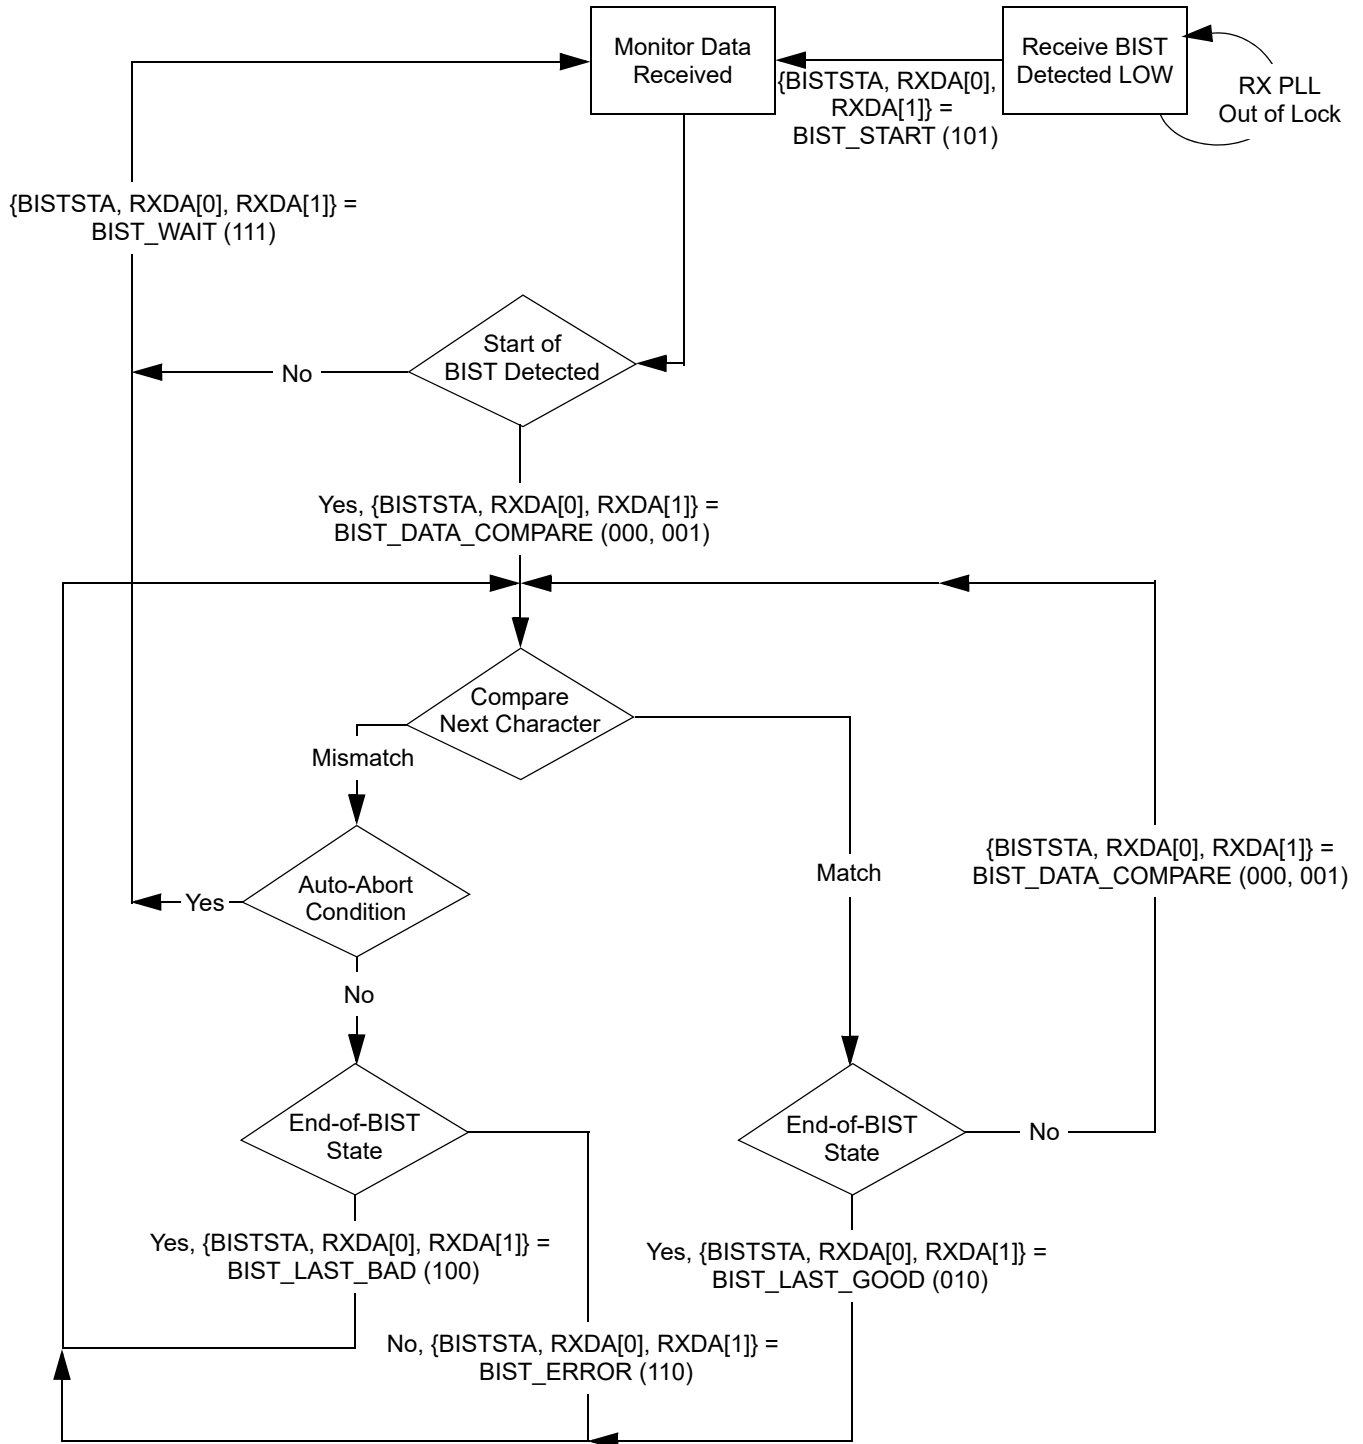 Monitor Data
Received
Receive BIST
Detected LOW
RX PLL
Out of Lock
{BISTSTA, RXDA[0],
RXDA[1]} =
BIST_START (101)
{BISTSTA, RXDA[0], RXDA[1]} =
BIST_WAIT (111)
Start of
BIST Detected
No
Yes, {BISTSTA, RXDA[0], RXDA[1]} =
BIST_DATA_COMPARE (000, 001)
Compare
Next Character
Mismatch
Match
{BISTSTA, RXDA[0], RXDA[1]} =
BIST_DATA_COMPARE (000, 001)
Auto-Abort
Condition
Yes
No
End-of-BIST
State
End-of-BIST
State
No
Yes, {BISTSTA, RXDA[0], RXDA[1]} =
BIST_LAST_BAD (100)
Yes, {BISTSTA, RXDA[0], RXDA[1]} =
BIST_LAST_GOOD (010)
No, {BISTSTA, RXDA[0], RXDA[1]} =
BIST_ERROR (110)